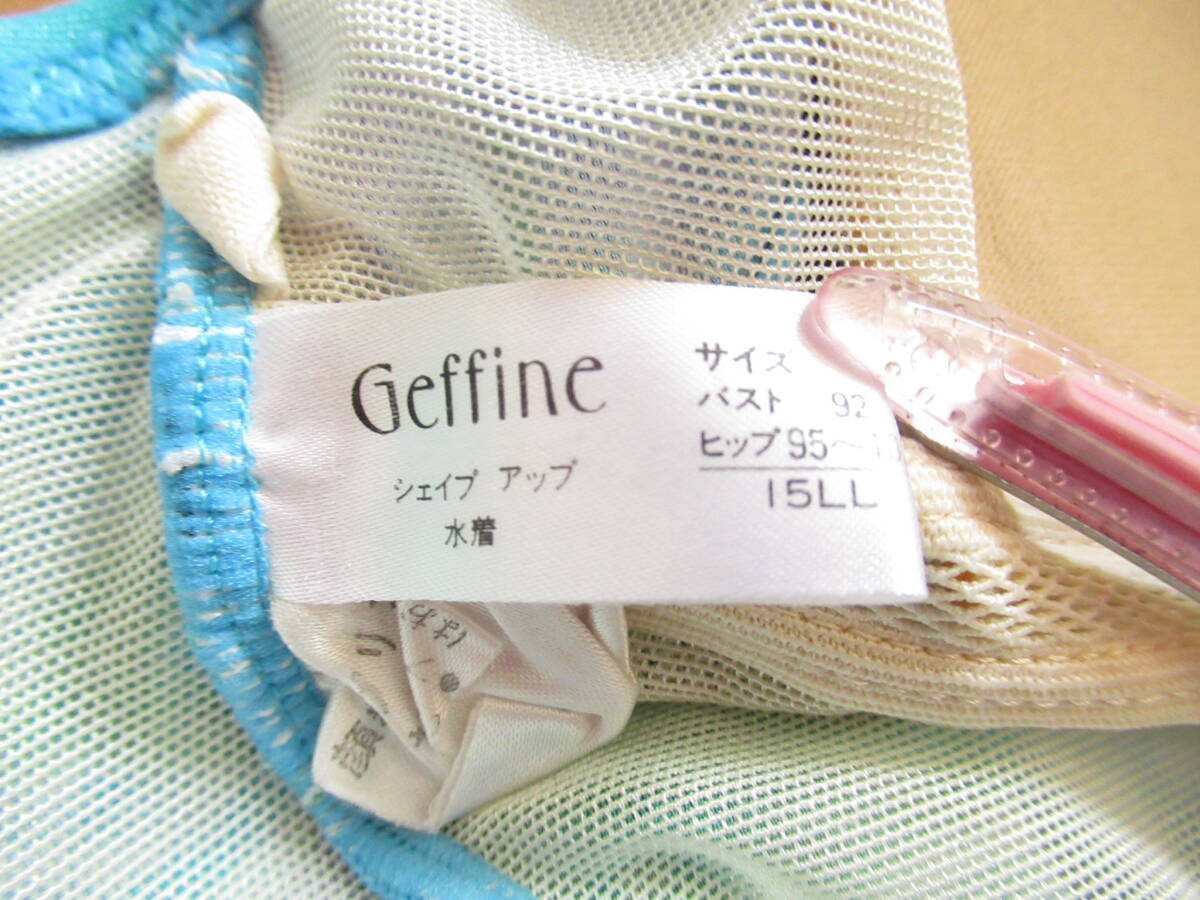 Geffine
シェイプ アップ
水着
サイズ
バスト 92
ヒップ 95～
15LL